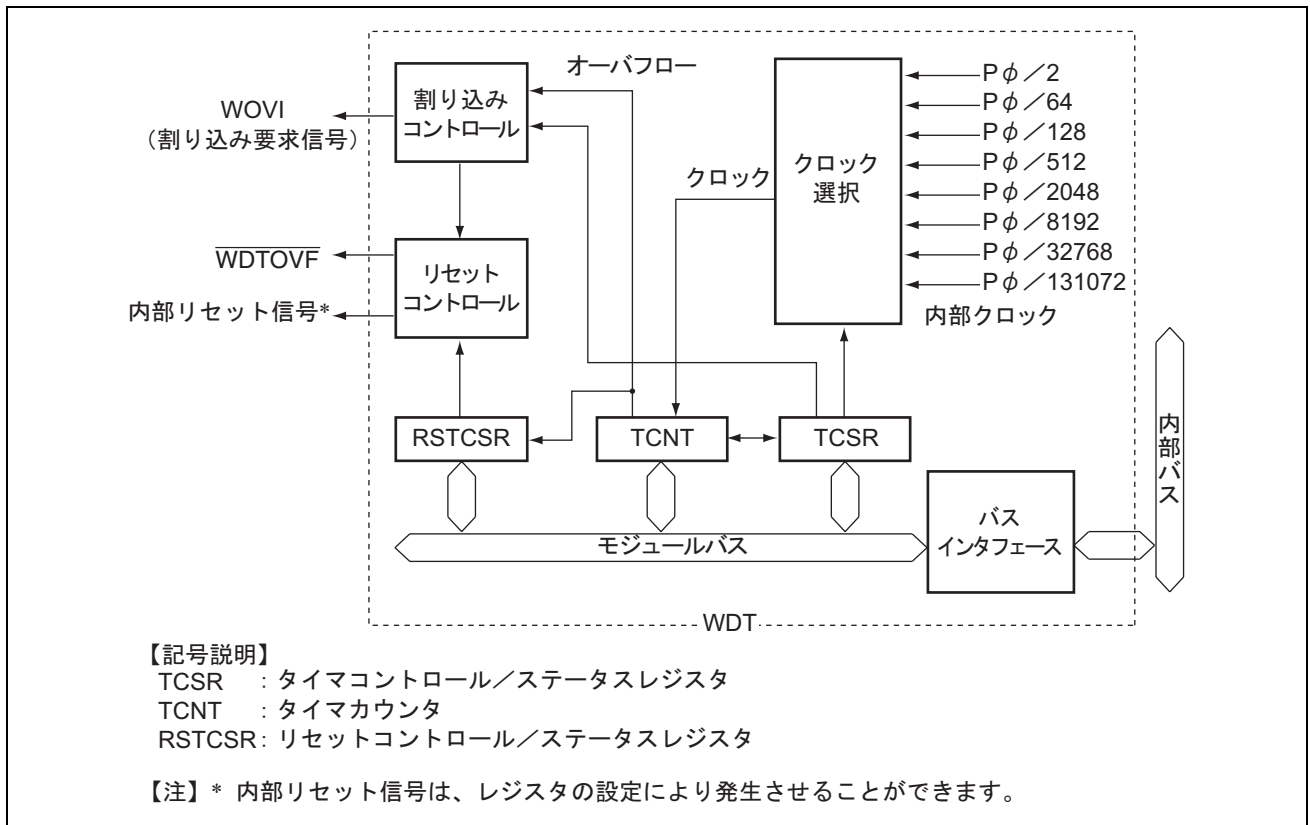 オーバフロー
割り込み
コントロール
WOVI
（割り込み要求信号）
Pφ／2
Pφ／64
Pφ／128
Pφ／512
Pφ／2048
Pφ／8192
Pφ／32768
Pφ／131072
内部クロック
クロック
選択
クロック
WDTOVF
リセット
コントロール
内部リセット信号*
RSTCSR
TCNT
TCSR
内部バス
バス
インタフェース
モジュールバス
WDT
【記号説明】
TCSR ：タイマコントロール／ステータスレジスタ
TCNT ：タイマカウンタ
RSTCSR：リセットコントロール／ステータスレジスタ
【注】* 内部リセット信号は、レジスタの設定により発生させることができます。